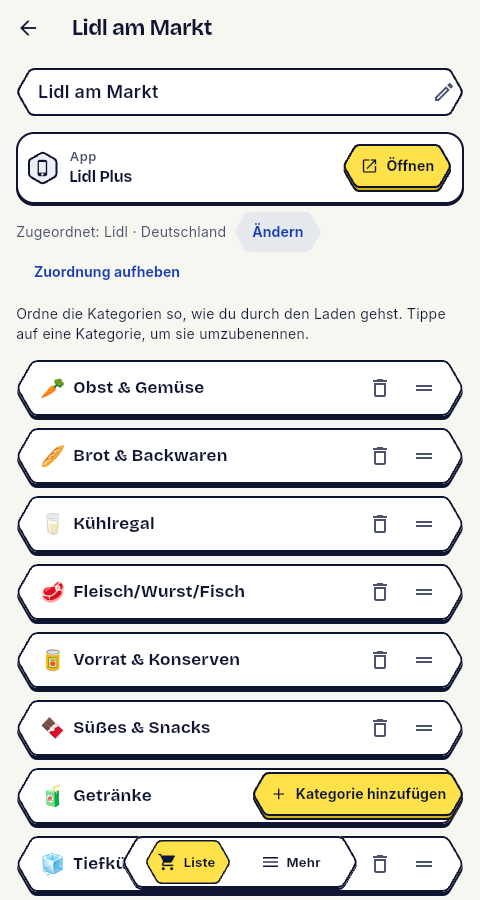 Lidl am Markt
Lidl am Markt
App
Lidl Plus
Öffnen
Zugeordnet: Lidl · Deutschland
Ändern
Zuordnung aufheben
Ordne die Kategorien so, wie du durch den Laden gehst. Tippe
auf eine Kategorie, um sie umzubenennen.
Obst & Gemüse
Brot & Backwaren
Kühlregal
Fleisch/Wurst/Fisch
Vorrat & Konserven
Süßes & Snacks
Getränke
Kategorie hinzufügen
Tiefkü
Liste
Mehr